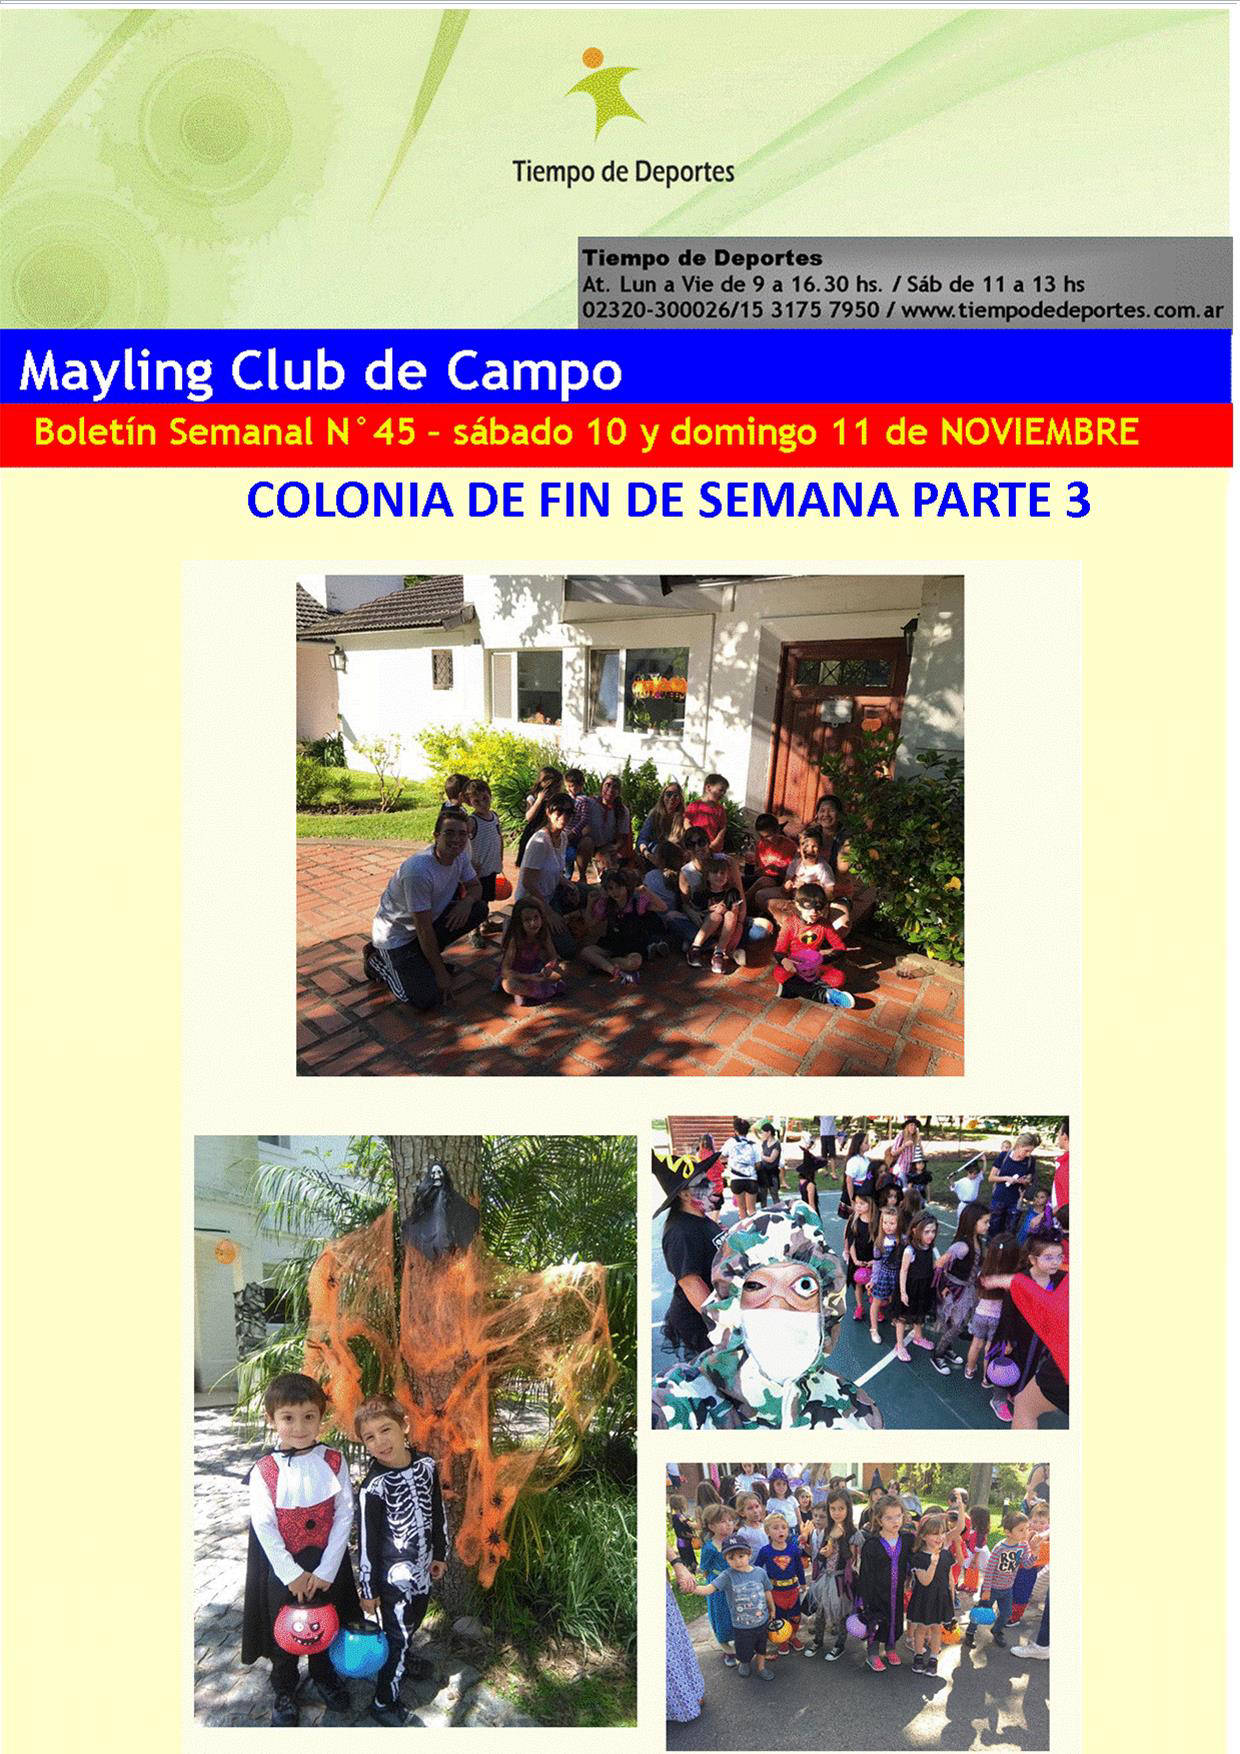 Tiempo de Deportes
Tiempo de Deportes
At. Lun a Vie de 9 a 16.30 hs. / Sáb de 11 a 13 hs
02320-300026/15 3175 7950 / www.tiempodedeportes.com.ar
Mayling Club de Campo
Boletín Semanal N°45 – sábado 10 y domingo 11 de NOVIEMBRE
COLONIA DE FIN DE SEMANA PARTE 3